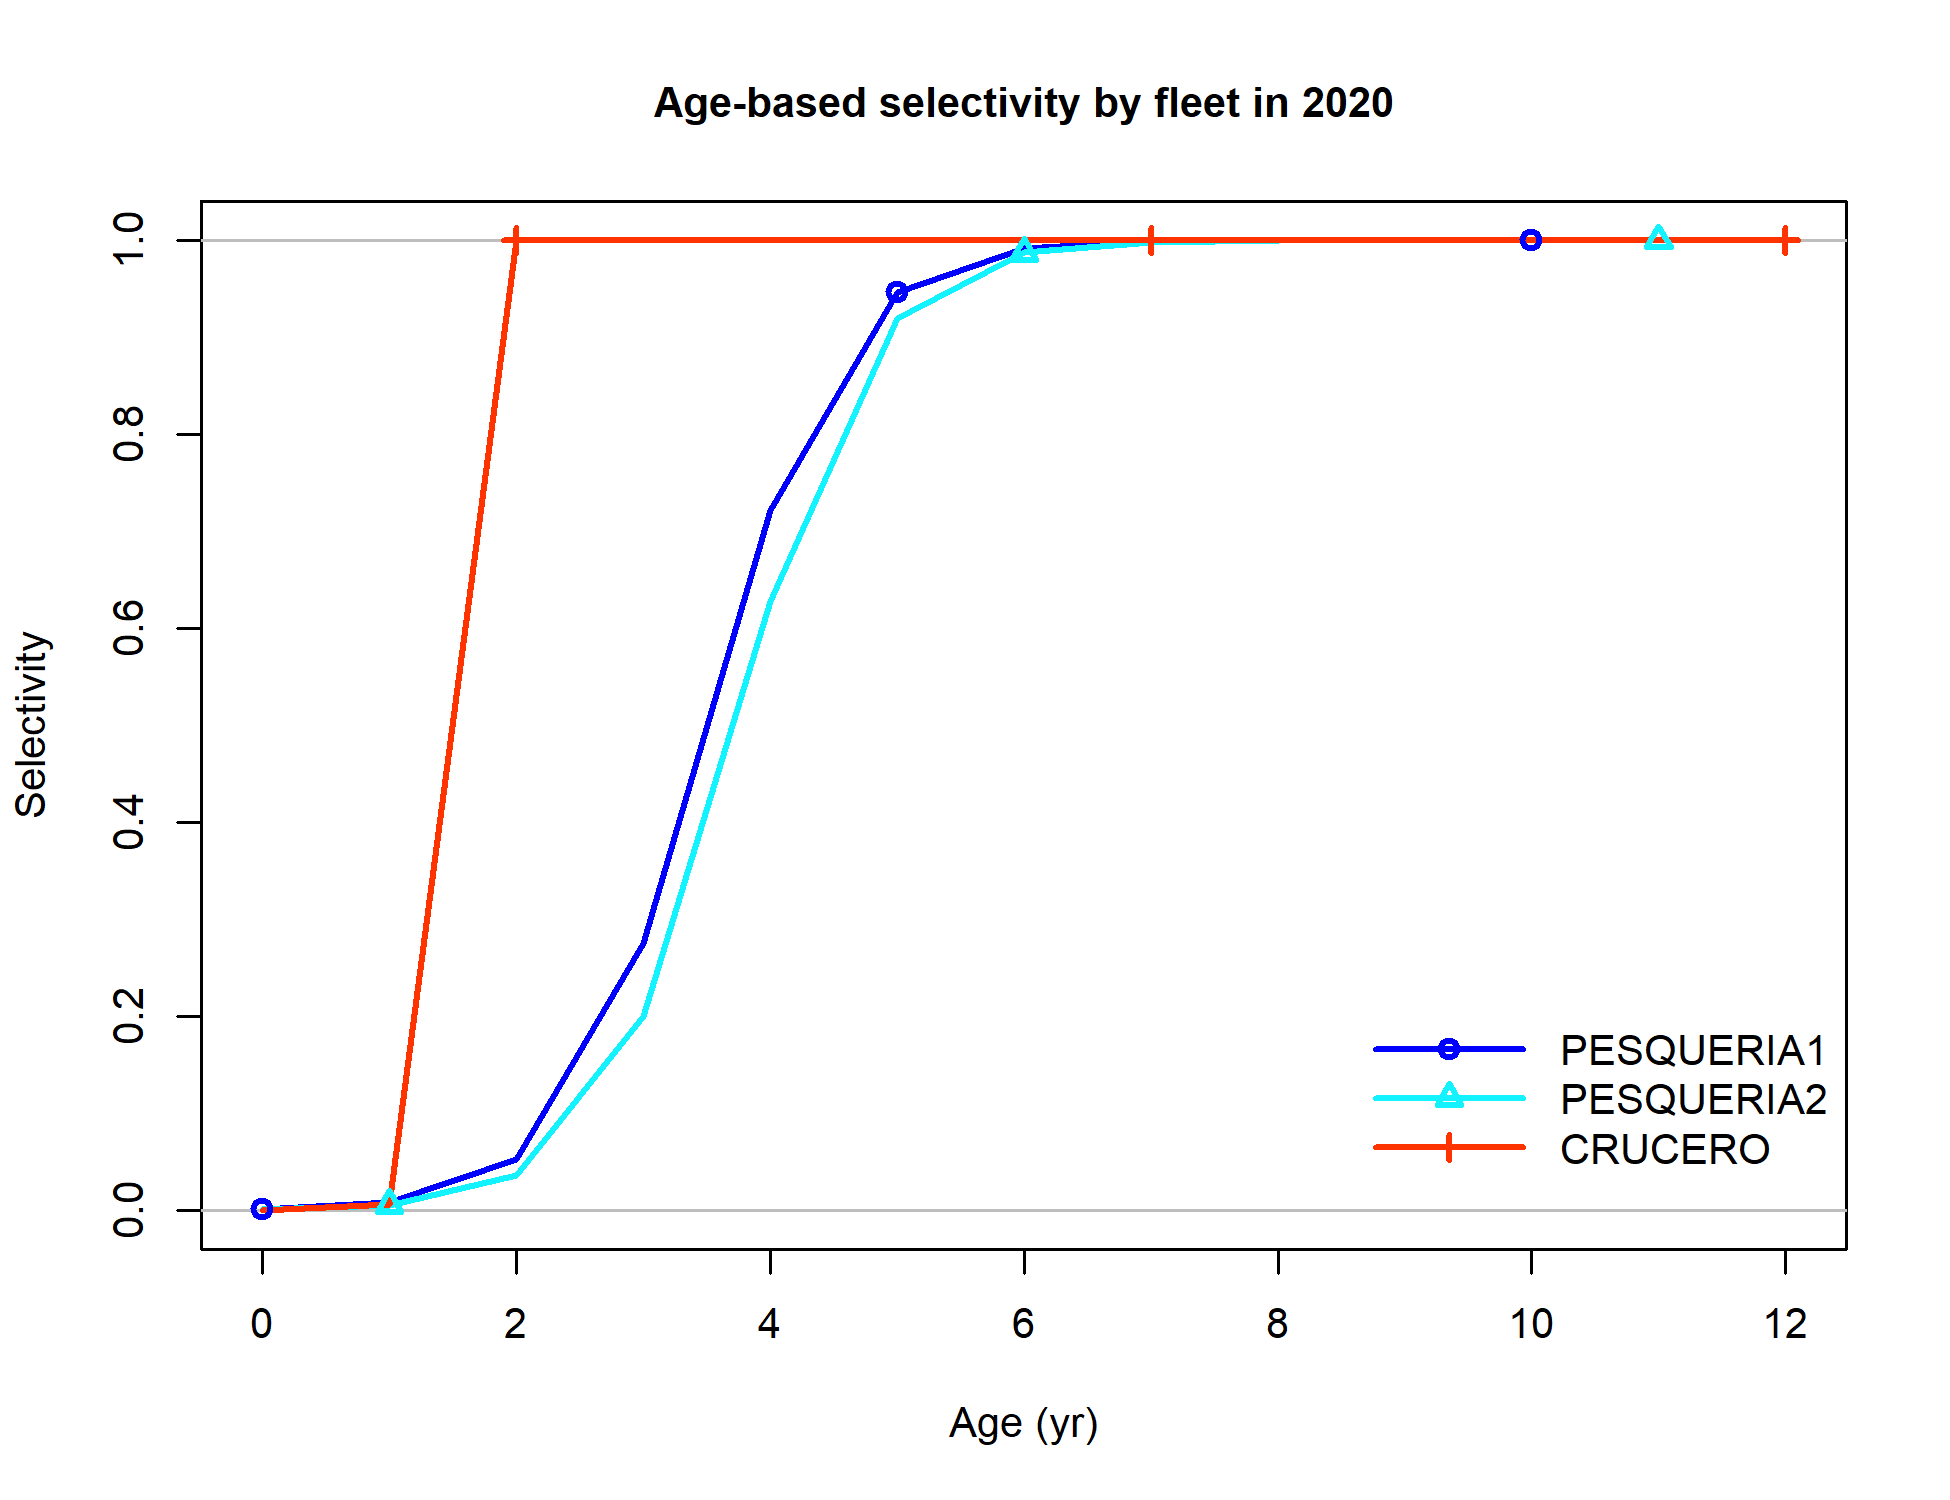 Age-based selectivity by fleet in 2020
1.0
0.8
0.6
0.4
0.2
0.0
Selectivity
PESQUERIA1
PESQUERIA2
CRUCERO
0 2 4 6 8 10 12
Age (yr)